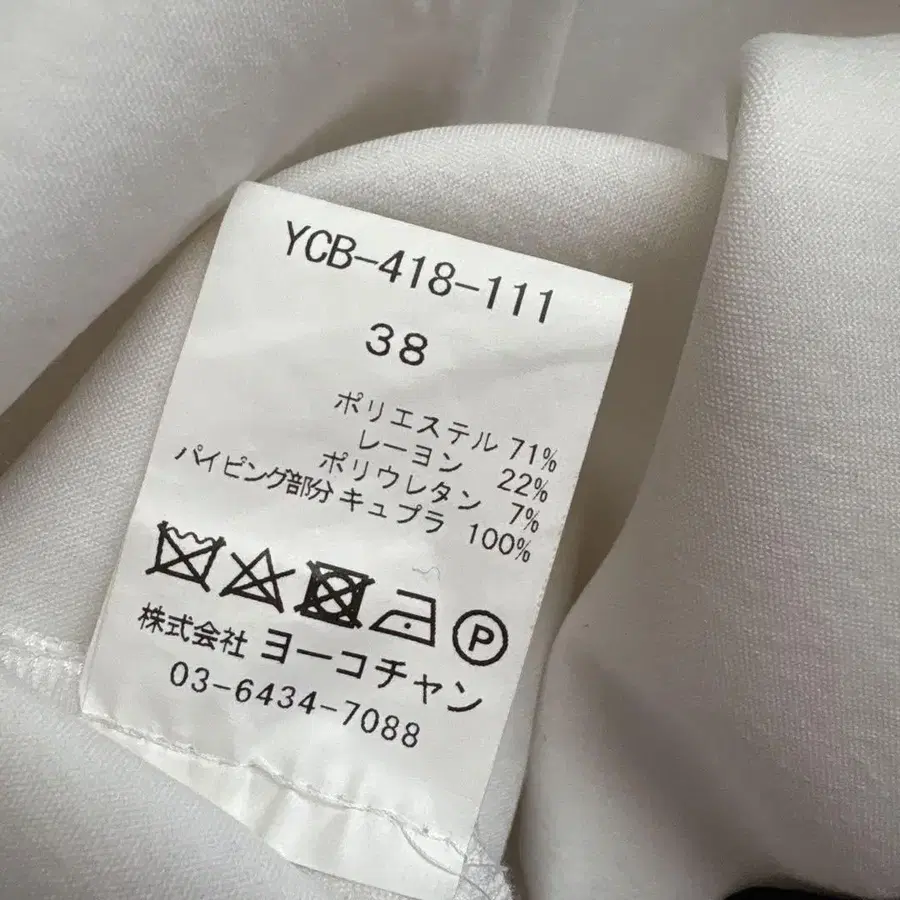 YCB-418-111
38
ポリエステル 71%
レーヨン 22%
ポリウレタン 7%
パイピング部分 キュプラ 100%
P
株式会社 ヨーコチャン
03-6434-7088